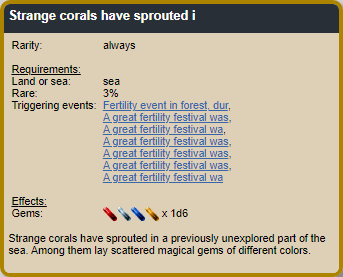 Strange corals have sprouted i
Rarity: always
Requirements:
Land or sea: sea
Rare: 3%
Triggering events: Fertility event in forest, dur,
A great fertility festival was,
A great fertility festival wa,
A great fertility festival was,
A great fertility festival was,
A great fertility festival was,
A great fertility festival wa
Effects:
Gems: x 1d6
Strange corals have sprouted in a previously unexplored part of the
sea. Among them lay scattered magical gems of different colors.